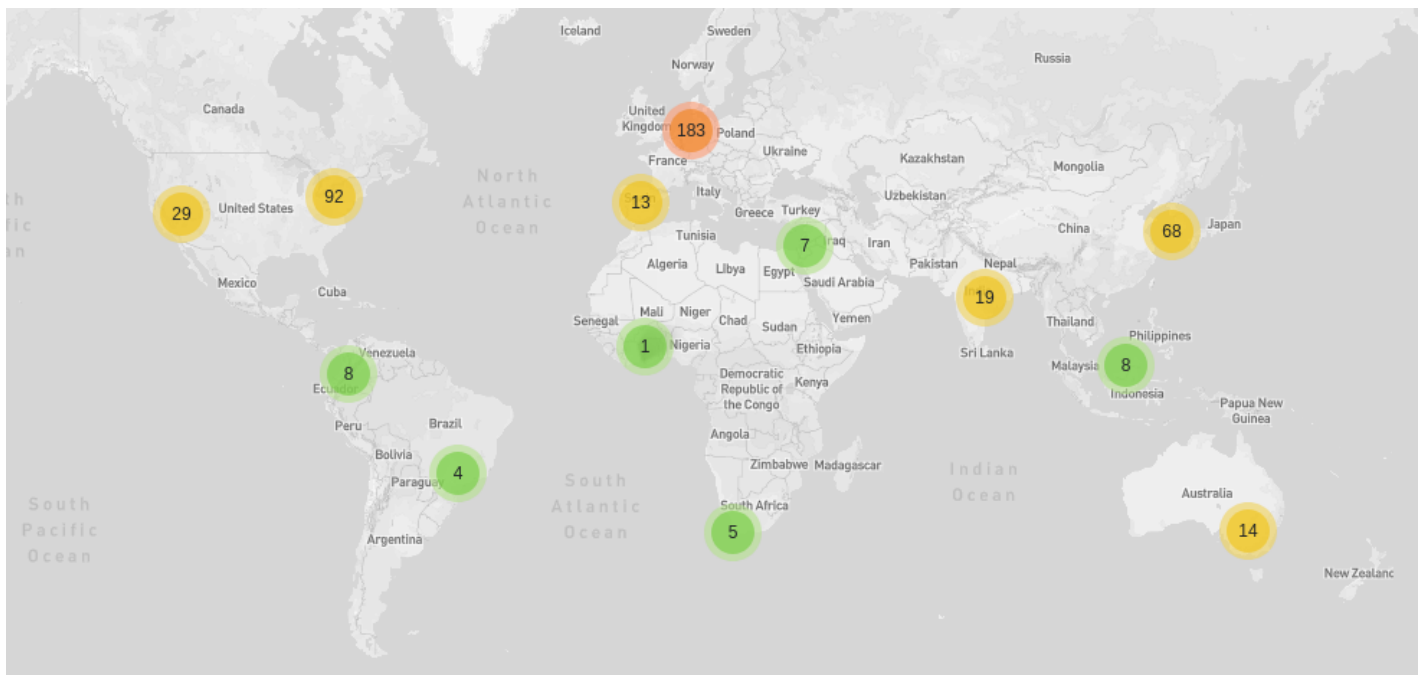 Iceland
Sweden
Norway
Russia
Canada
United
Kingdom
183
Poland
Ukraine
France
Kazakhstan
Mongolia
North
Atlantic
Ocean
29
United States
92
13
Italy
Uzbekistan
Greece
Turkey
China
68
Japan
Tunisia
7
Iraq
Iran
Algeria
Libya
Egypt
Pakistan
Nepal
Mexico
Cuba
Saudi Arabia
19
Mali
Niger
Chad
Senegal
Sudan
Yemen
Thailand
Philippines
1
Nigeria
Ethiopia
Sri Lanka
Venezuela
8
Ecuador
Democratic
Republic of
the Congo
Kenya
Malaysia
8
Indonesia
Papua New
Guinea
Peru
Brazil
Angola
Bolivia
4
Paraguay
Zimbabwe
Madagascar
Indian
Ocean
South
Atlantic
Ocean
South
Pacific
Ocean
South Africa
5
Australia
14
Argentina
New Zealand